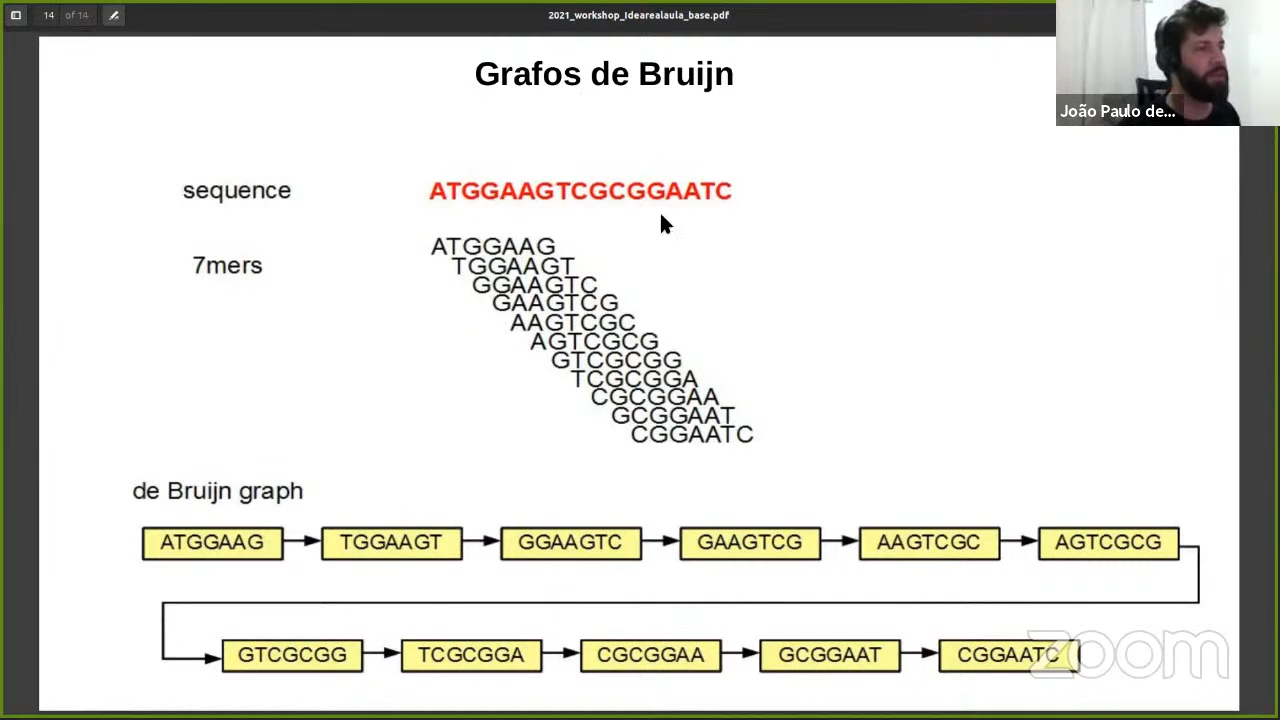 14 of 14
2021_workshop_Idearealaula_base.pdf
João Paulo de...
Grafos de Bruijn
sequence
ATGGAAGTCGCGGAATC
7mers
ATGGAAG
TGGAAGT
GGAAGTC
GAAGTCG
AAGTCGC
AGTCGCG
GTCGCGG
TCGCGGA
CGCGGAA
GCGGAAT
CGGAATC
de Bruijn graph
ATGGAAG TGGAAGT GGAAGTC GAAGTCG AAGTCGC AGTCGCG
GTCGCGG TCGCGGA CGCGGAA GCGGAAT CGGAATC
zoom